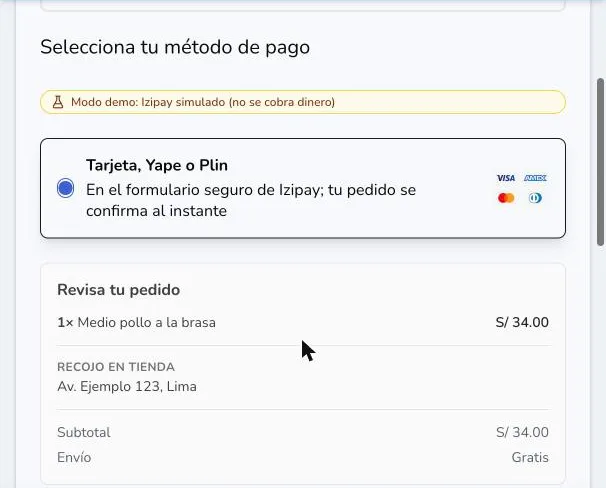 Selecciona tu método de pago
Modo demo: Izipay simulado (no se cobra dinero)
Tarjeta, Yape o Plin
En el formulario seguro de Izipay; tu pedido se
confirma al instante
VISA AMEX
Revisa tu pedido
1× Medio pollo a la brasa S/ 34.00
RECOJO EN TIENDA
Av. Ejemplo 123, Lima
Subtotal S/ 34.00
Envío Gratis